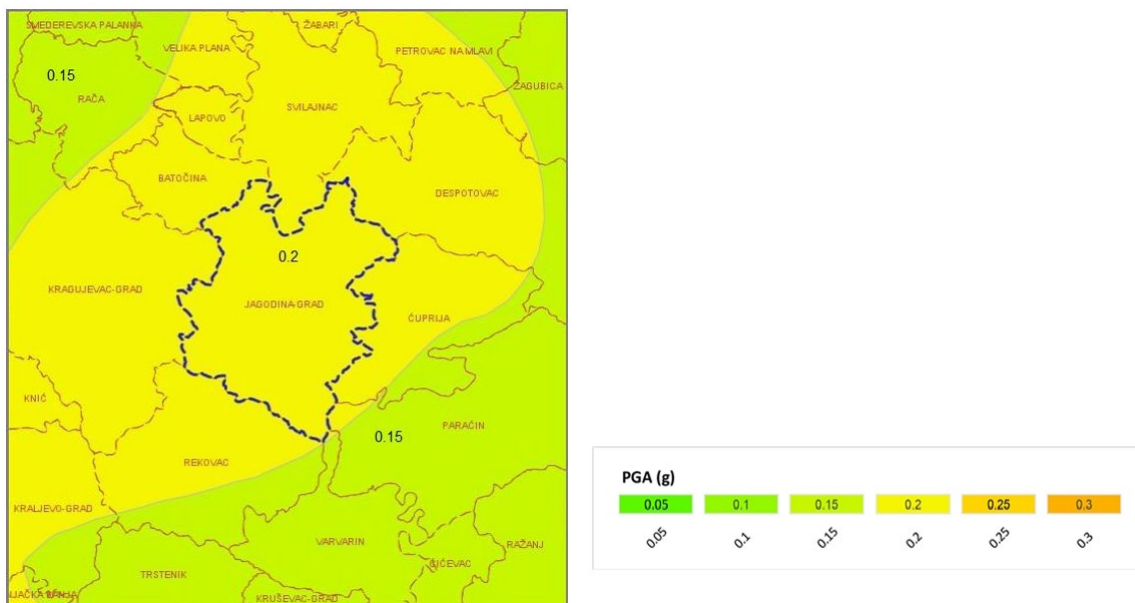 SMEDEREVSKA PALANKA
ŽABARI
VELIKA PLANA
PETROVAC NA MLAVI
0.15
ŽAGUBICA
RAČA
SVILAJNAC
LAPOVO
BATOČINA
DESPOTOVAC
0.2
KRAGUJEVAC-GRAD
JAGODINA-GRAD
ĆUPRIJA
KNIĆ
PARAĆIN
0.15
REKOVAC
KRALJEVO-GRAD
VARVARIN
RAŽANJ
ĆIĆEVAC
TRSTENIK
KRUŠEVAC-GRAD
PGA (g)
0.05 0.1 0.15 0.2 0.25 0.3
0.05 0.1 0.15 0.2 0.25 0.3